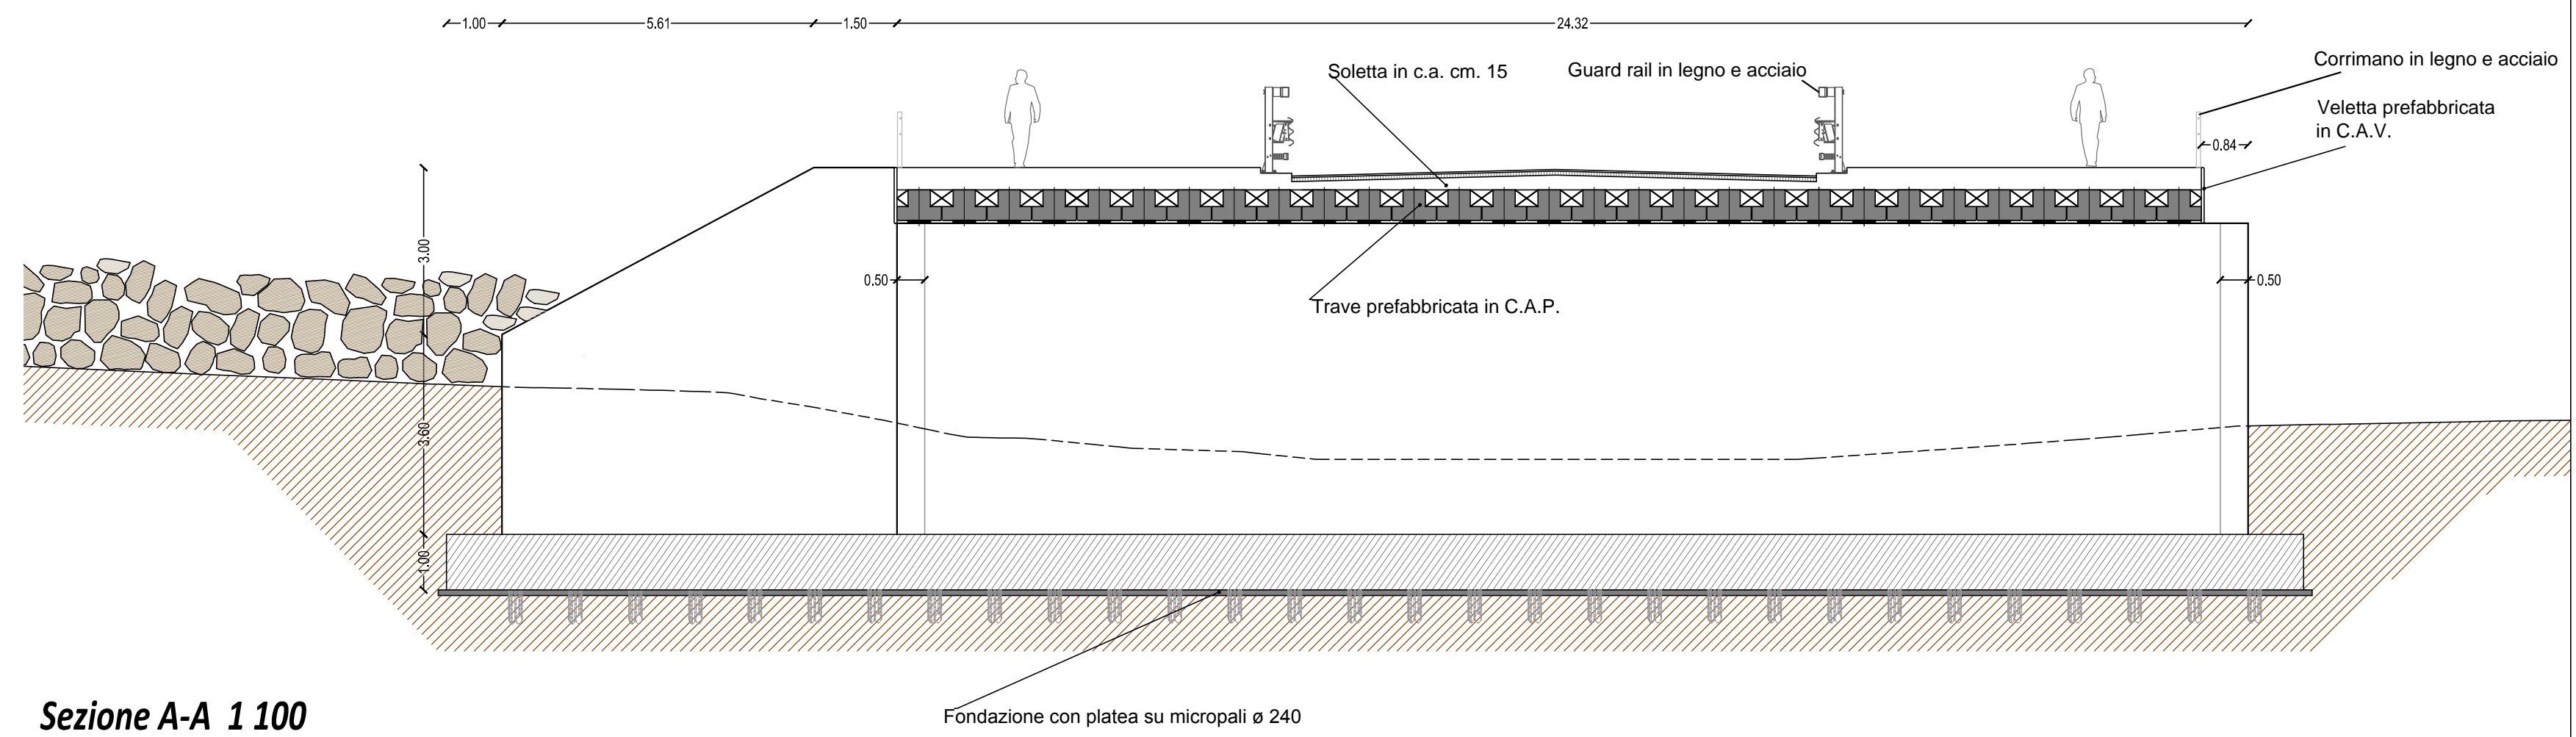 1.00
5.61
1.50
24.32
Soletta in c.a. cm. 15
Guard rail in legno e acciaio
Corrimano in legno e acciaio
Veletta prefabbricata
in C.A.V.
0.84
3.00
0.50
0.50
Trave prefabbricata in C.A.P.
3.60
1.00
Fondazione con platea su micropali ø 240
Sezione A-A 1 100